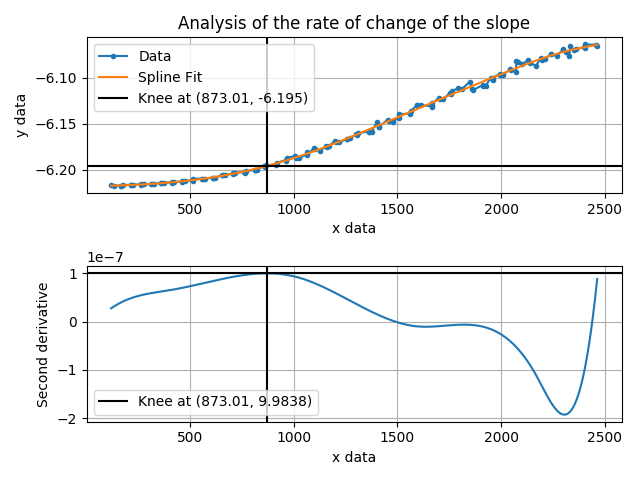 Analysis of the rate of change of the slope
Data
Spline Fit
Knee at (873.01, -6.195)
y data
−6.10
−6.15
−6.20
500
1000
1500
2000
2500
x data
1e−7
Second derivative
1
0
−1
−2
Knee at (873.01, 9.9838)
500
1000
1500
2000
2500
x data